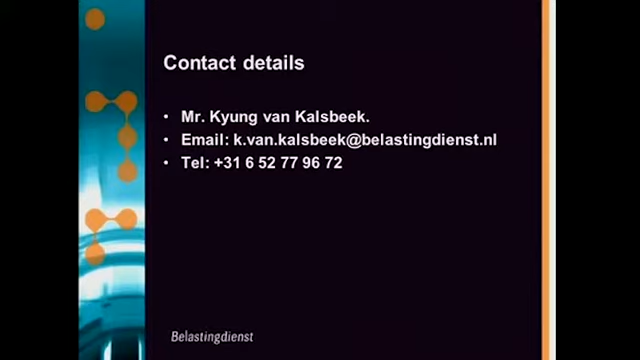 Contact details
• Mr. Kyung van Kalsbeek.
• Email: k.van.kalsbeek@belastingdienst.nl
• Tel: +31 6 52 77 96 72
Belastingdienst